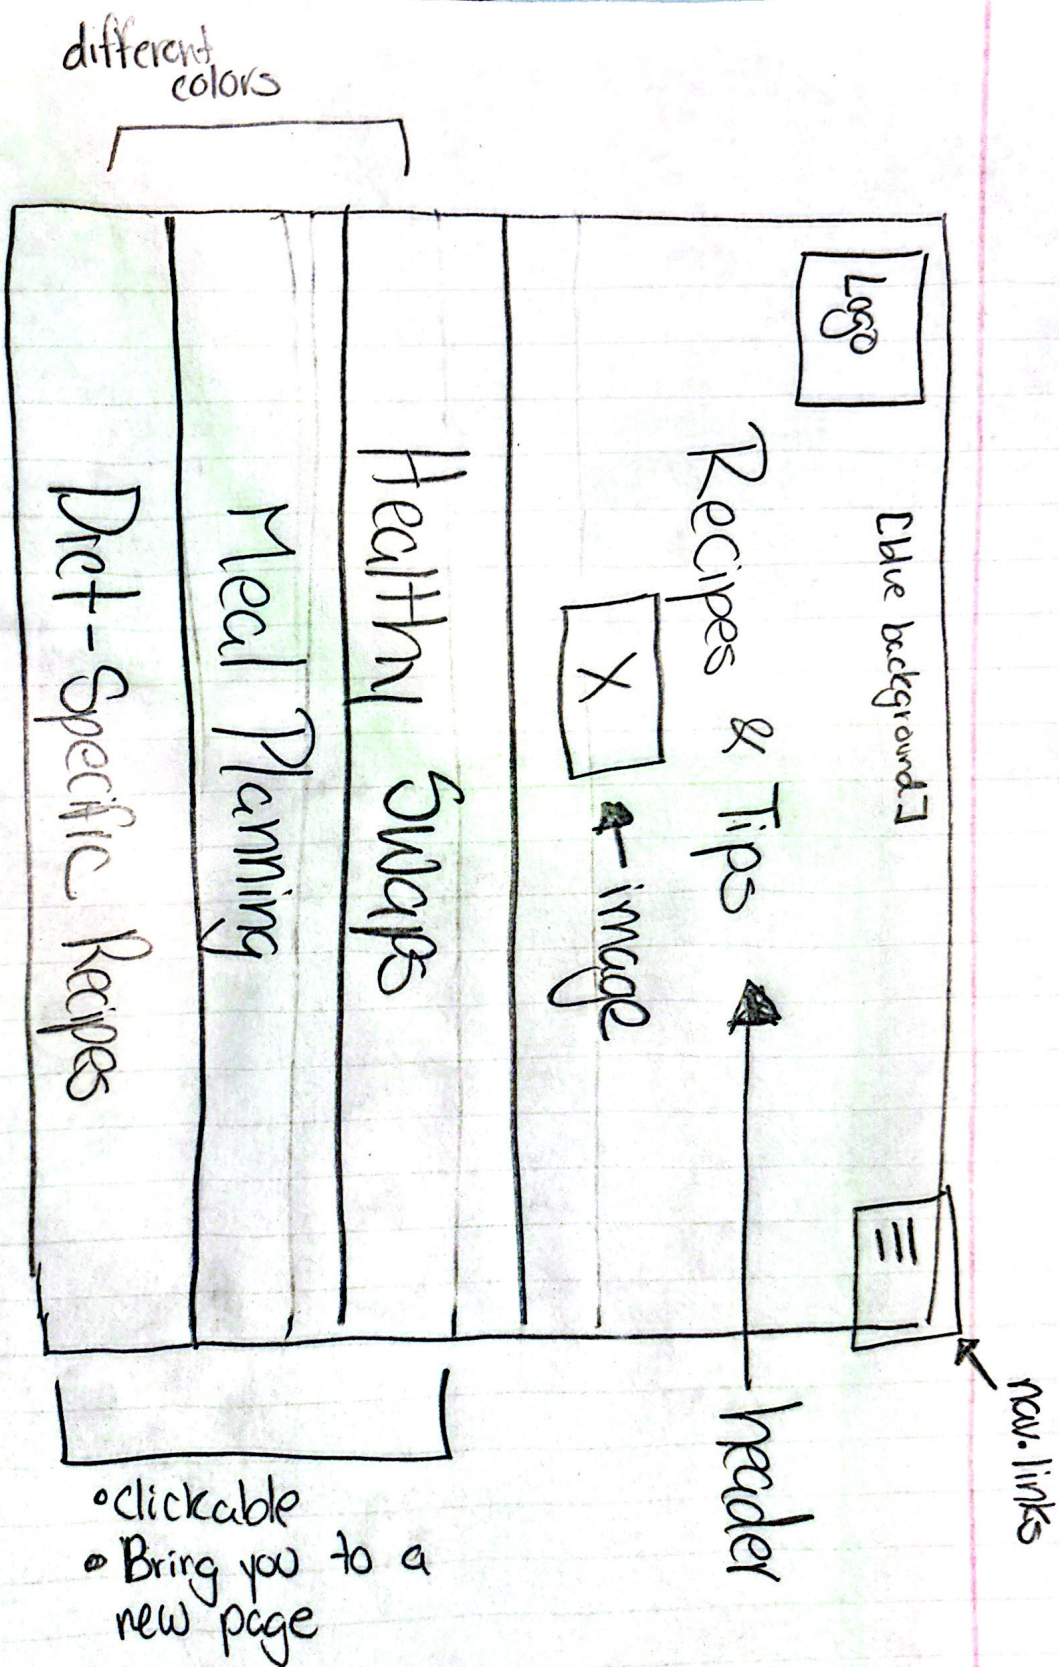 Logo
[blue background]
nav. links
Recipes & Tips
header
X
image
Healthy Swaps
Meal Planning
Diet-Specific Recipes
different
colors
• Clickable
• Bring you to a
new page